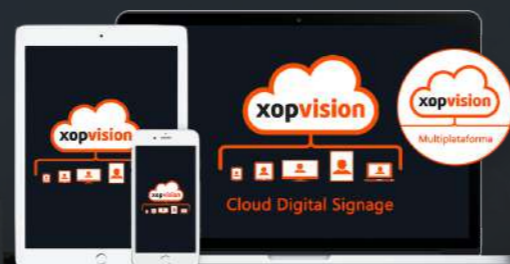 xopvision
xopvision
xopvision
Cloud Digital Signage
xopvision
Multiplataforma